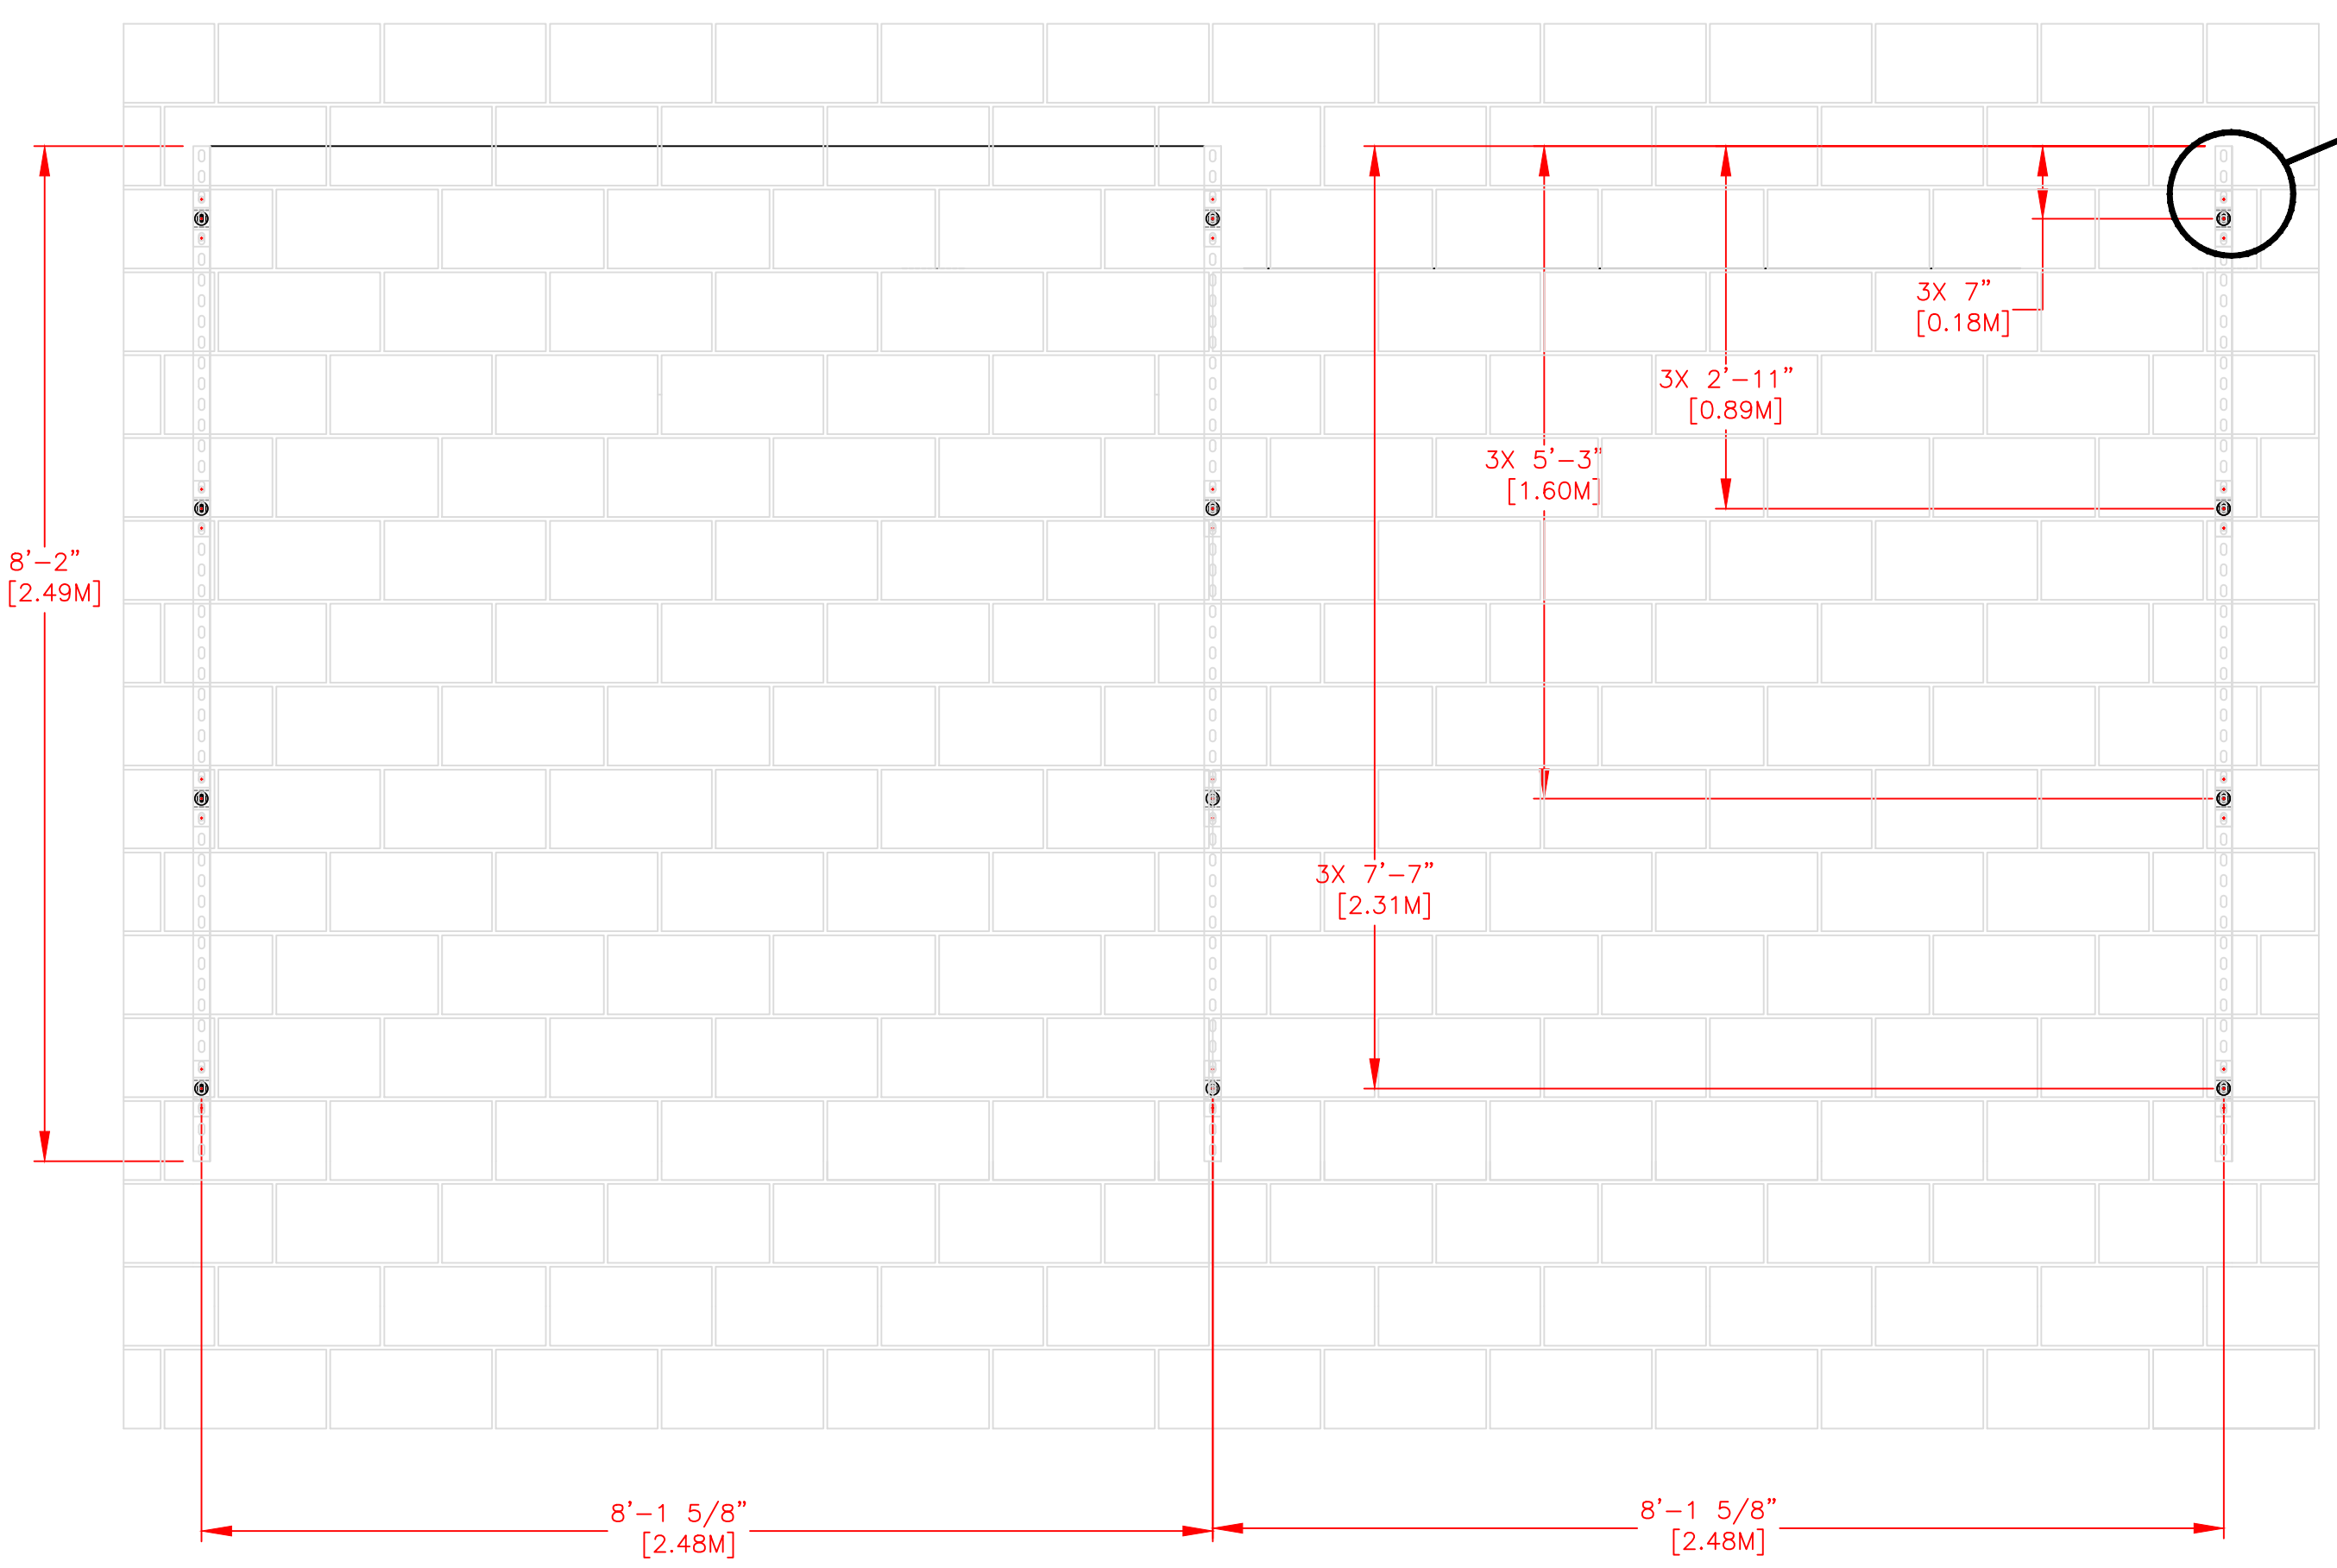 3X 7”
[0.18M]
3X 2’-11”
[0.89M]
3X 5’-3”
[1.60M]
8’-2”
[2.49M]
3X 7’-7”
[2.31M]
8’-1 5/8”
[2.48M]
8’-1 5/8”
[2.48M]